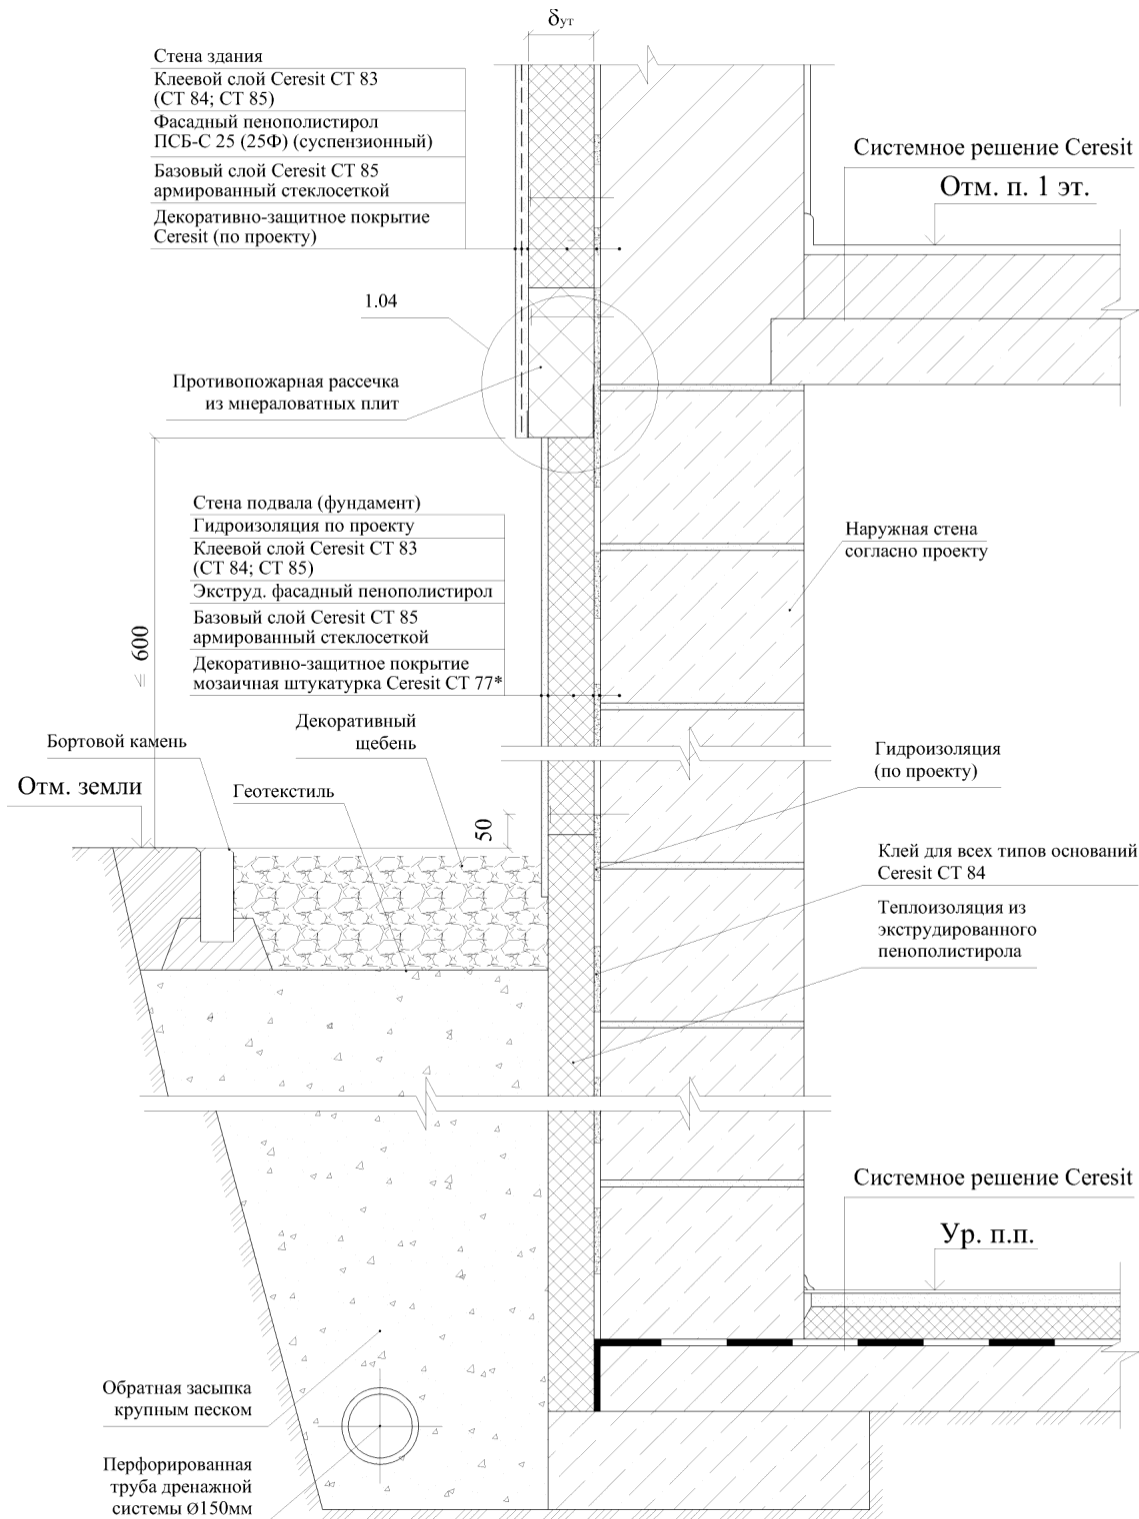 δут
Стена здания
Клеевой слой Ceresit CT 83
(CT 84; CT 85)
Фасадный пенополистирол
ПСБ-С 25 (25Ф) (суспензионный)
Базовый слой Ceresit CT 85
армированный стеклосеткой
Декоративно-защитное покрытие
Ceresit (по проекту)
Системное решение Ceresit
Отм. п. 1 эт.
1.04
Противопожарная рассечка
из мнераловатных плит
Стена подвала (фундамент)
Гидроизоляция по проекту
Клеевой слой Ceresit CT 83
(CT 84; CT 85)
Экструд. фасадный пенополистирол
Базовый слой Ceresit CT 85
армированный стеклосеткой
Декоративно-защитное покрытие
мозаичная штукатурка Ceresit CT 77*
Наружная стена
согласно проекту
≤ 600
Декоративный
щебень
Бортовой камень
Отм. земли
Геотекстиль
50
Гидроизоляция
(по проекту)
Клей для всех типов оснований
Ceresit CT 84
Теплоизоляция из
экструдированного
пенополистирола
Системное решение Ceresit
Ур. п.п.
Обратная засыпка
крупным песком
Перфорированная
труба дренажной
системы Ø150мм